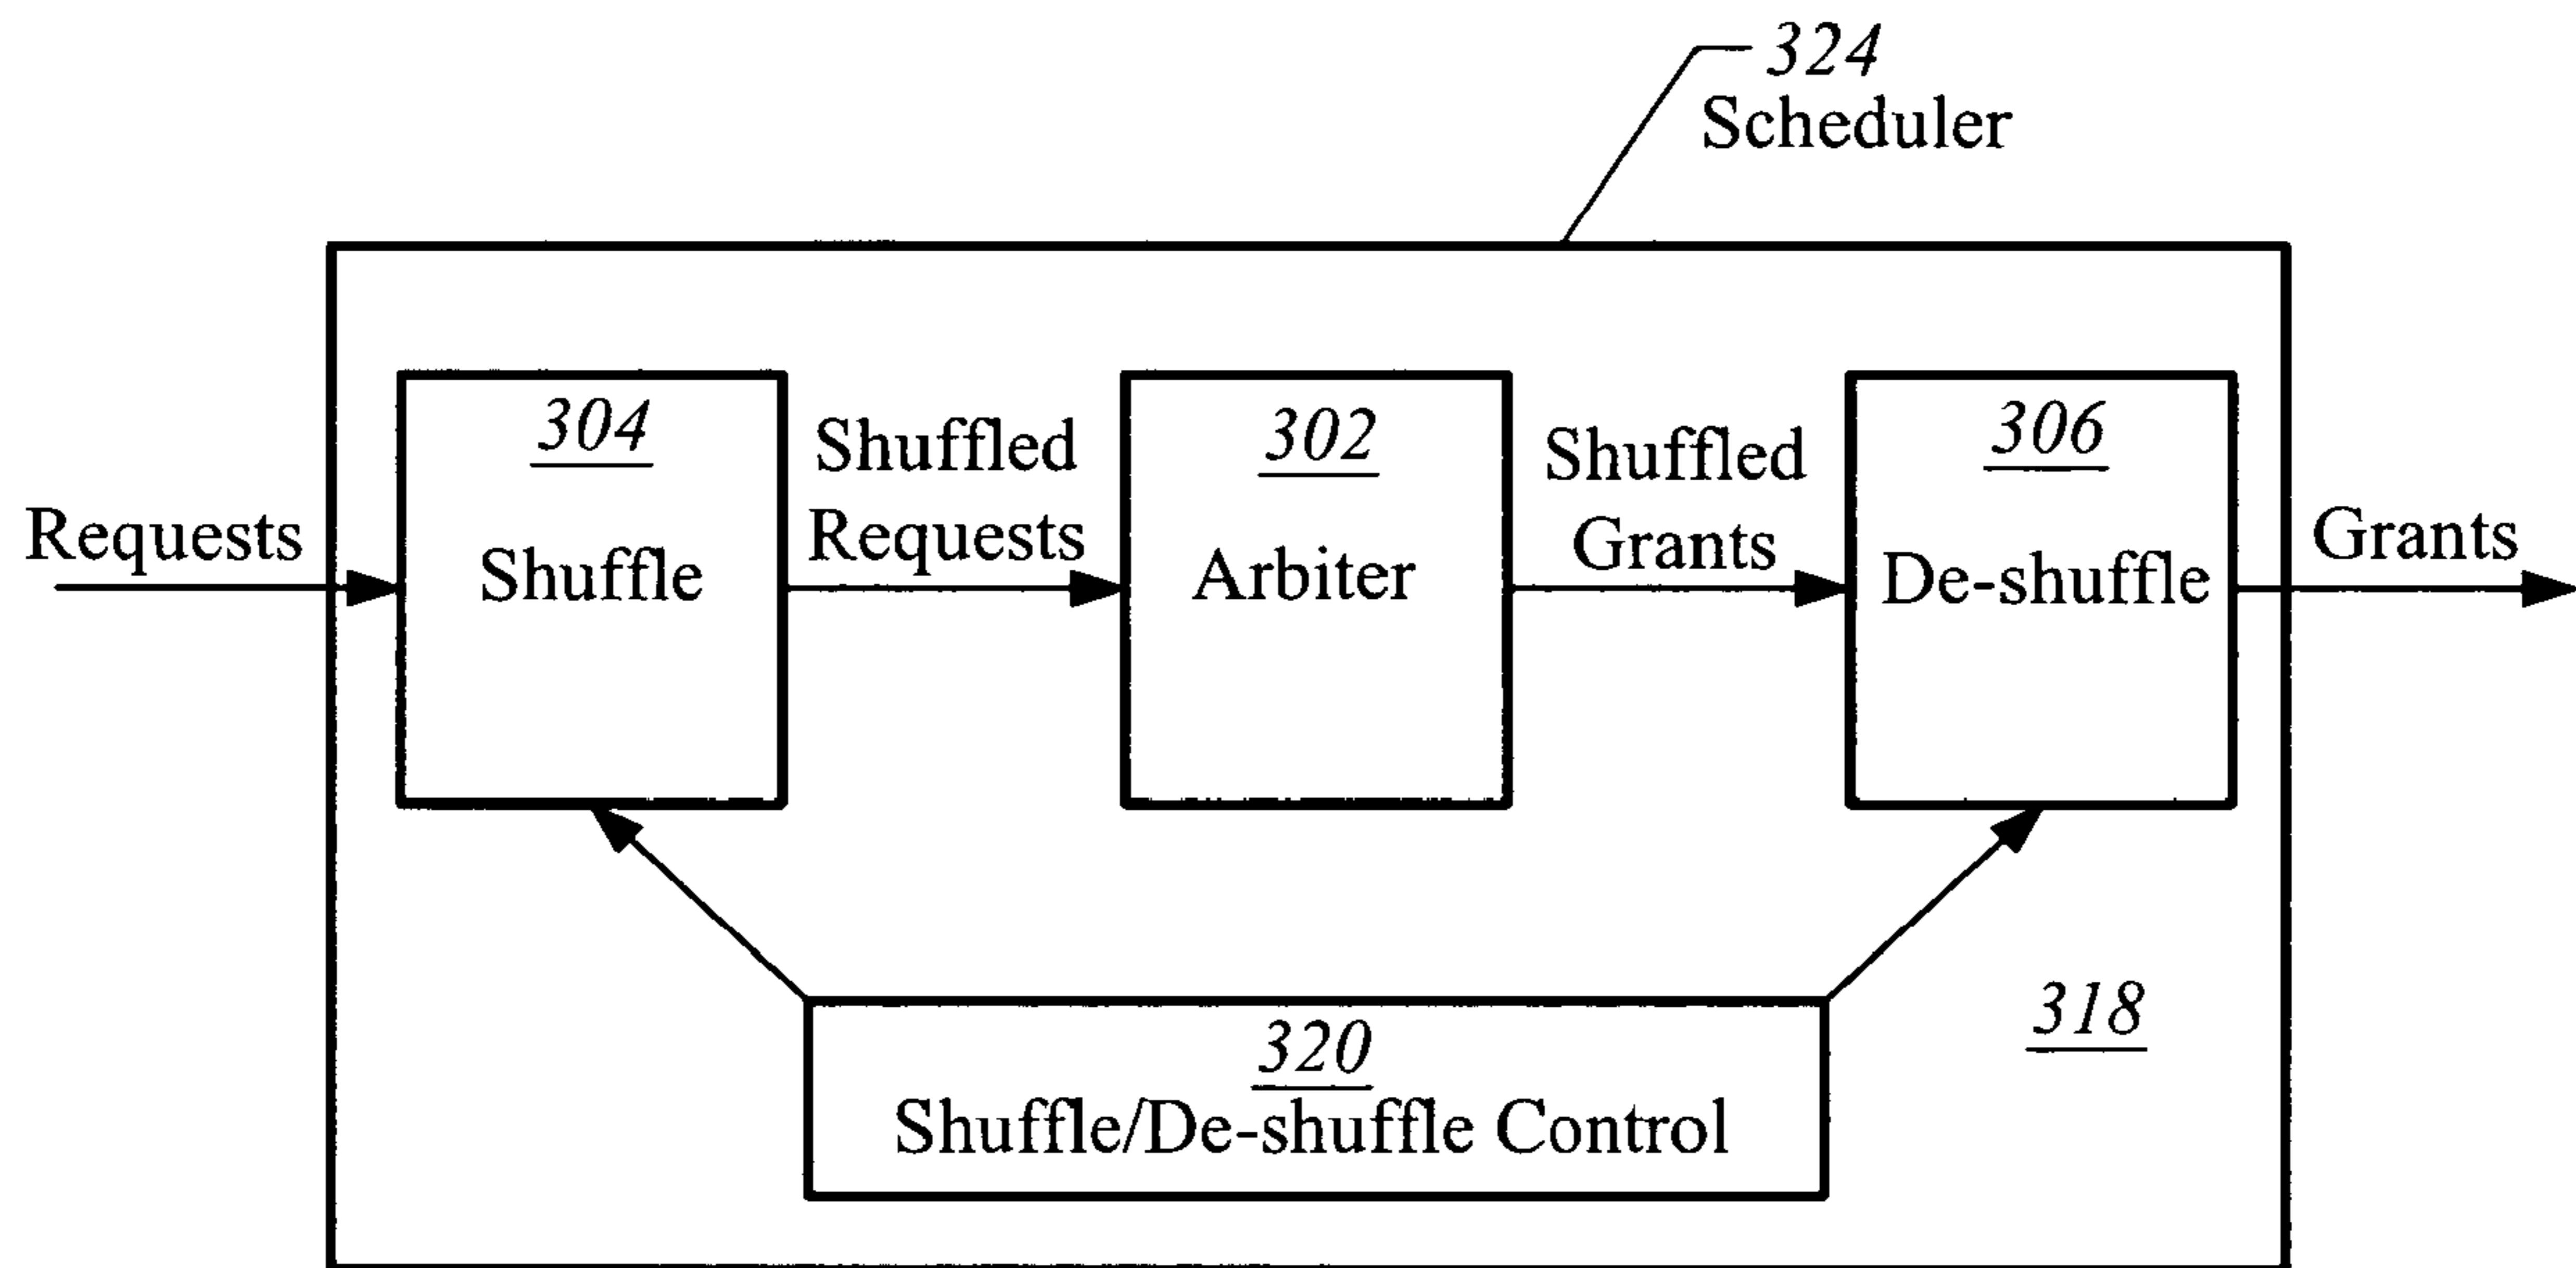 324
Scheduler
304
Shuffle
Shuffled
Requests
302
Arbiter
Shuffled
Grants
306
De-shuffle
Requests
Grants
320
Shuffle/De-shuffle Control
318